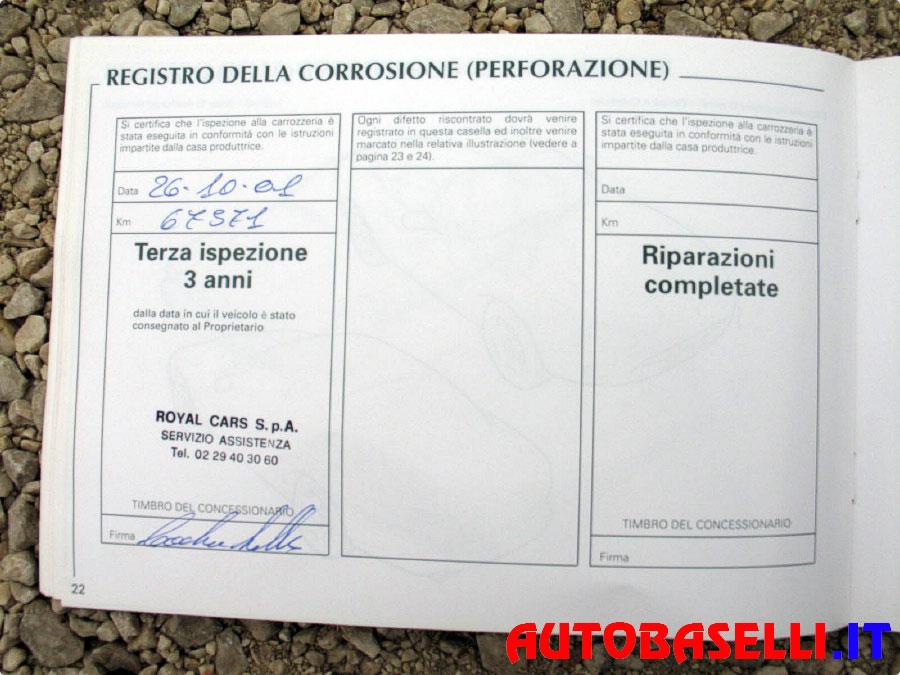 REGISTRO DELLA CORROSIONE (PERFORAZIONE)
Si certifica che l'ispezione alla carrozzeria è
stata eseguita in conformità con le istruzioni
impartite dalla casa produttrice.
Data 26-10-01
Km 67371
Terza ispezione
3 anni
dalla data in cui il veicolo è stato
consegnato al Proprietario
ROYAL CARS S.p.A.
SERVIZIO ASSISTENZA
Tel. 02 29 40 30 60
TIMBRO DEL CONCESSIONARIO
Firma
Ogni difetto riscontrato dovrà venire
registrato in questa casella ed inoltre venire
marcato nella relativa illustrazione (vedere a
pagina 23 e 24).
Si certifica che l'ispezione alla carrozzeria è
stata eseguita in conformità con le istruzioni
impartite dalla casa produttrice.
Data
Km
Riparazioni
completate
TIMBRO DEL CONCESSIONARIO
Firma
22
AUTOBASELLI.IT